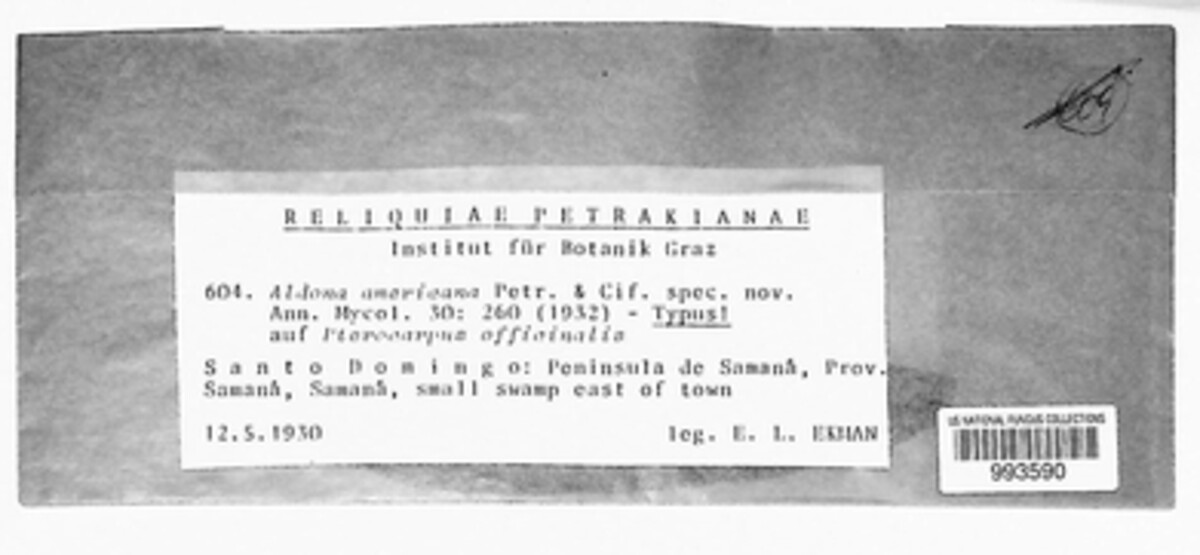 604
RELIQUIAE PETRAKIANAE
Institut für Botanik Graz
604. Aldona americana Petr. & Cif. spec. nov.
Ann. Mycol. 30: 260 (1932) - Typus!
auf Pterocarpus officinalis
Santo Domingo: Peninsula de Samaná, Prov.
Samaná, Samaná, small swamp east of town
12.5.1930 leg. E. L. EKMAN
US NATIONAL FUNGUS COLLECTIONS
993590